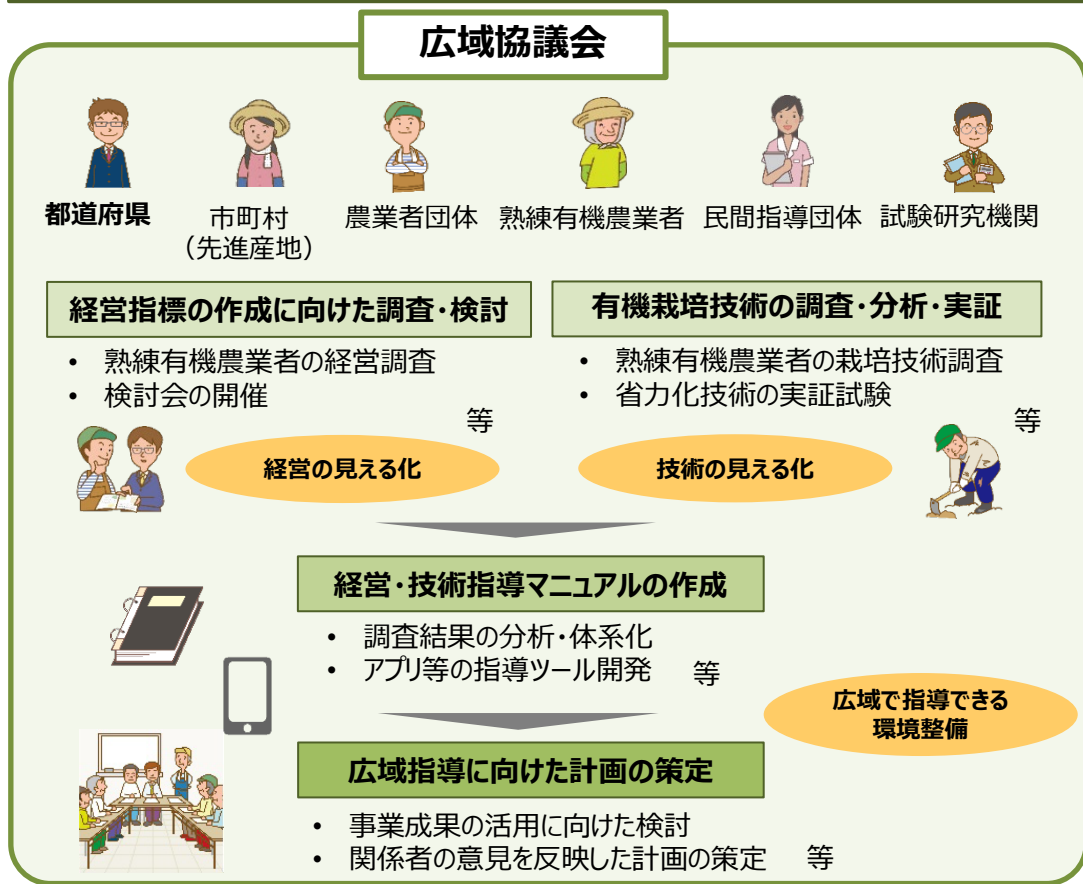 広域協議会
都道府県
市町村
（先進産地）
農業者団体
熟練有機農業者
民間指導団体
試験研究機関
経営指標の作成に向けた調査・検討
• 熟練有機農業者の経営調査
• 検討会の開催
等
経営の見える化
有機栽培技術の調査・分析・実証
• 熟練有機農業者の栽培技術調査
• 省力化技術の実証試験
等
技術の見える化
経営・技術指導マニュアルの作成
• 調査結果の分析・体系化
• アプリ等の指導ツール開発 等
広域で指導できる
環境整備
広域指導に向けた計画の策定
• 事業成果の活用に向けた検討
• 関係者の意見を反映した計画の策定 等